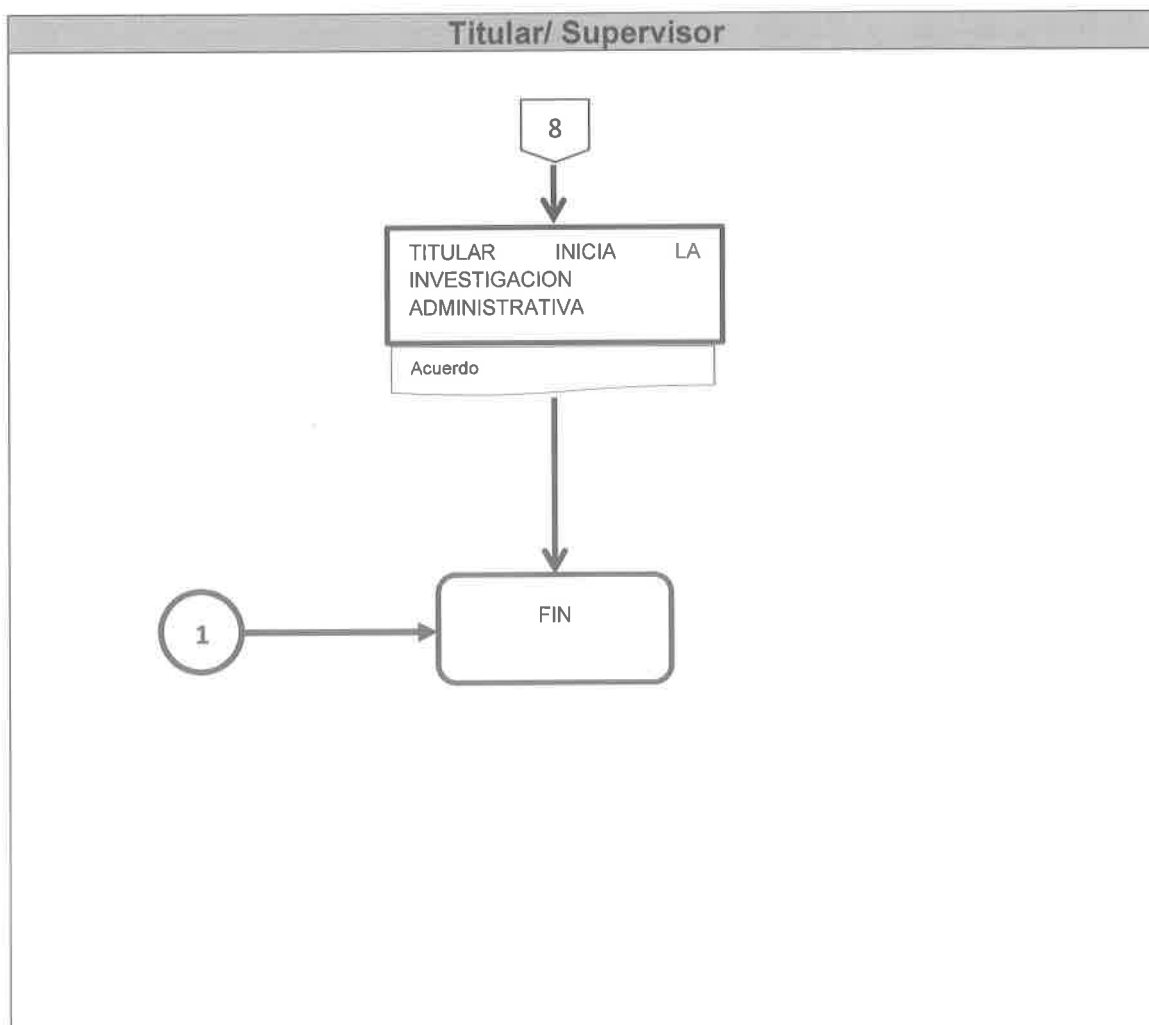 Titular/ Supervisor
8
TITULAR INICIA LA
INVESTIGACION
ADMINISTRATIVA
Acuerdo
FIN
1